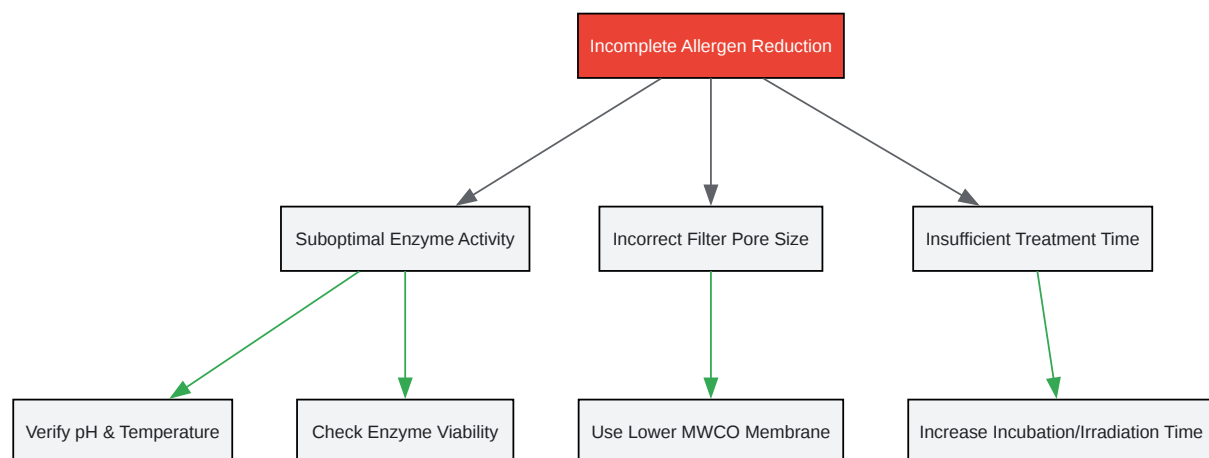 Incomplete Allergen Reduction
Suboptimal Enzyme Activity
Incorrect Filter Pore Size
Insufficient Treatment Time
Verify pH & Temperature
Check Enzyme Viability
Use Lower MWCO Membrane
Increase Incubation/Irradiation Time